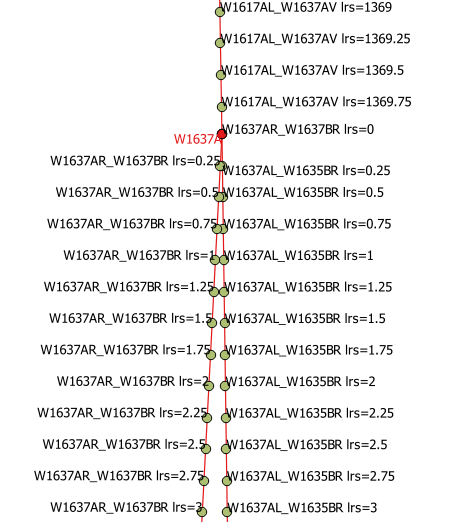 W1617AL_W1637AV lrs=1369
W1617AL_W1637AV lrs=1369.25
W1617AL_W1637AV lrs=1369.5
W1617AL_W1637AV lrs=1369.75
W1637AR_W1637BR lrs=0
W1637A
W1637AR_W1637BR lrs=0.25
W1637AL_W1635BR lrs=0.25
W1637AR_W1637BR lrs=0.5
W1637AL_W1635BR lrs=0.5
W1637AR_W1637BR lrs=0.75
W1637AL_W1635BR lrs=0.75
W1637AR_W1637BR lrs=1
W1637AL_W1635BR lrs=1
W1637AR_W1637BR lrs=1.25
W1637AL_W1635BR lrs=1.25
W1637AR_W1637BR lrs=1.5
W1637AL_W1635BR lrs=1.5
W1637AR_W1637BR lrs=1.75
W1637AL_W1635BR lrs=1.75
W1637AR_W1637BR lrs=2
W1637AL_W1635BR lrs=2
W1637AR_W1637BR lrs=2.25
W1637AL_W1635BR lrs=2.25
W1637AR_W1637BR lrs=2.5
W1637AL_W1635BR lrs=2.5
W1637AR_W1637BR lrs=2.75
W1637AL_W1635BR lrs=2.75
W1637AR_W1637BR lrs=3
W1637AL_W1635BR lrs=3